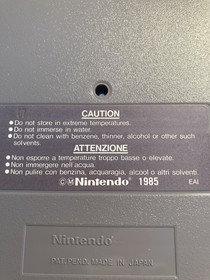 CAUTION
●Do not store in extreme temperatures.
●Do not immerse in water.
●Do not clean with benzene, thinner, alcohol or other such
solvents.
ATTENZIONE
●Non esporre a temperature troppo basse o elevate.
●Non immergere nell'acqua.
●Non pulire con benzina, acquaragia, alcool o altri solventi.
©M Nintendo 1985 EAI
Nintendo
PAT. PEND. MADE IN JAPAN